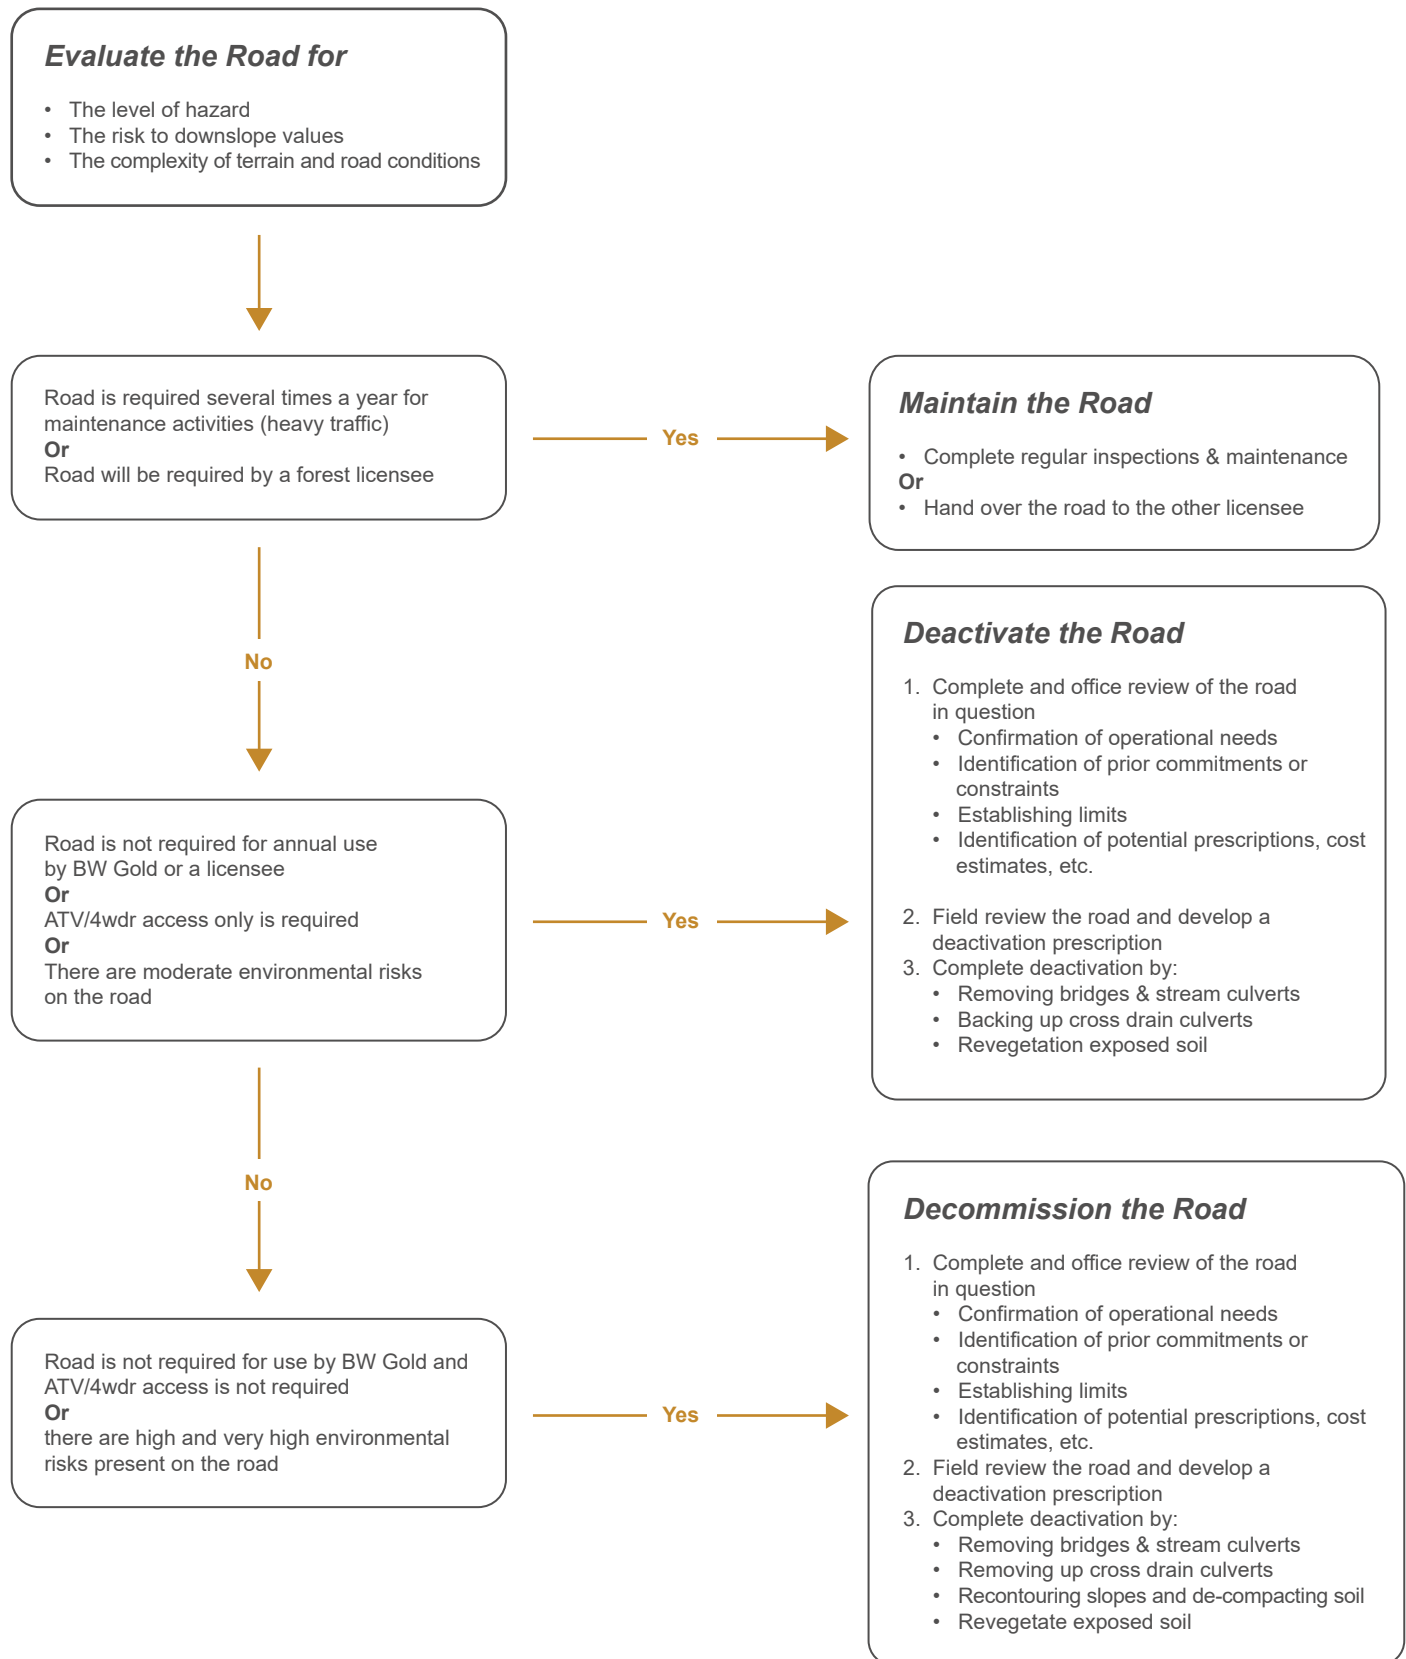 Evaluate the Road for
• The level of hazard
• The risk to downslope values
• The complexity of terrain and road conditions
Road is required several times a year for
maintenance activities (heavy traffic)
Or
Road will be required by a forest licensee
Yes
Maintain the Road
• Complete regular inspections & maintenance
Or
• Hand over the road to the other licensee
No
Road is not required for annual use
by BW Gold or a licensee
Or
ATV/4wdr access only is required
Or
There are moderate environmental risks
on the road
Yes
Deactivate the Road
1. Complete and office review of the road
in question
• Confirmation of operational needs
• Identification of prior commitments or
constraints
• Establishing limits
• Identification of potential prescriptions, cost
estimates, etc.
2. Field review the road and develop a
deactivation prescription
3. Complete deactivation by:
• Removing bridges & stream culverts
• Backing up cross drain culverts
• Revegetation exposed soil
No
Road is not required for use by BW Gold and
ATV/4wdr access is not required
Or
there are high and very high environmental
risks present on the road
Yes
Decommission the Road
1. Complete and office review of the road
in question
• Confirmation of operational needs
• Identification of prior commitments or
constraints
• Establishing limits
• Identification of potential prescriptions, cost
estimates, etc.
2. Field review the road and develop a
deactivation prescription
3. Complete deactivation by:
• Removing bridges & stream culverts
• Removing up cross drain culverts
• Recontouring slopes and de-compacting soil
• Revegetate exposed soil